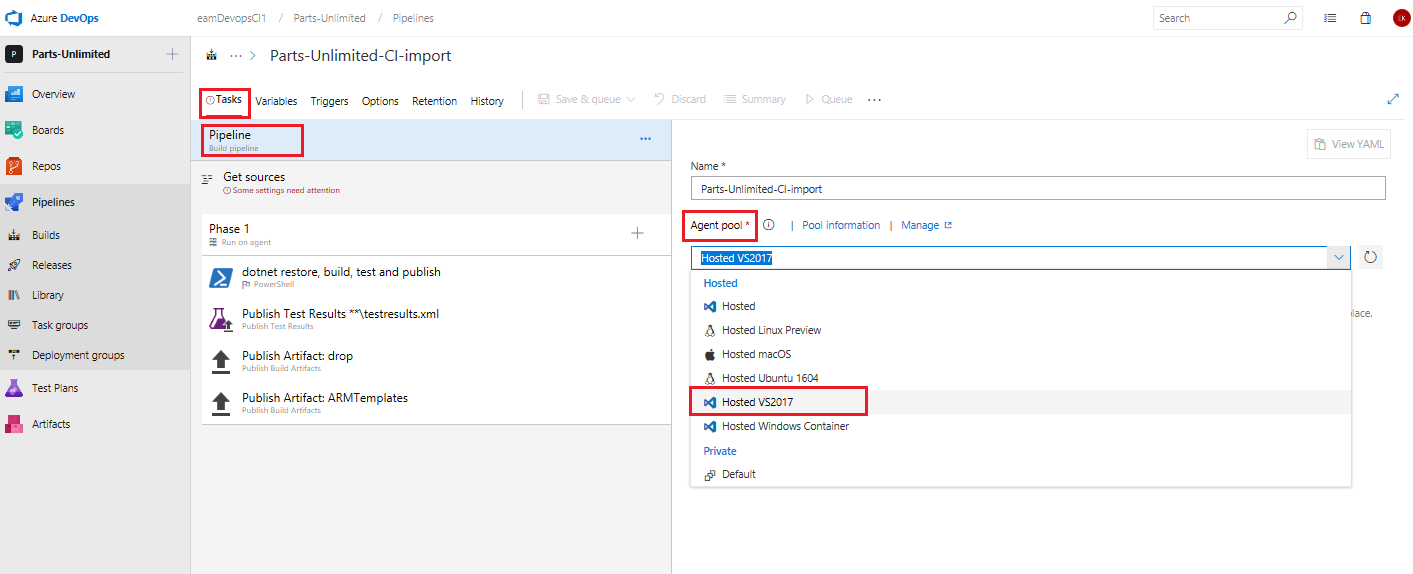 Azure DevOps
eamDevopsCI1 / Parts-Unlimited / Pipelines
Search
LK
P Parts-Unlimited
Overview
Boards
Repos
Pipelines
Builds
Releases
Library
Task groups
Deployment groups
Test Plans
Artifacts
... > Parts-Unlimited-CI-import
Tasks Variables Triggers Options Retention History | Save & queue Discard Summary Queue ...
Pipeline
Build pipeline
...
Get sources
Some settings need attention
Phase 1
Run on agent
dotnet restore, build, test and publish
PowerShell
Publish Test Results **\testresults.xml
Publish Test Results
Publish Artifact: drop
Publish Build Artifacts
Publish Artifact: ARMTemplates
Publish Build Artifacts
View YAML
Name *
Parts-Unlimited-CI-import
Agent pool * | Pool information | Manage
Hosted VS2017
Hosted
Hosted
Hosted Linux Preview
Hosted macOS
Hosted Ubuntu 1604
Hosted VS2017
Hosted Windows Container
Private
Default
lace.